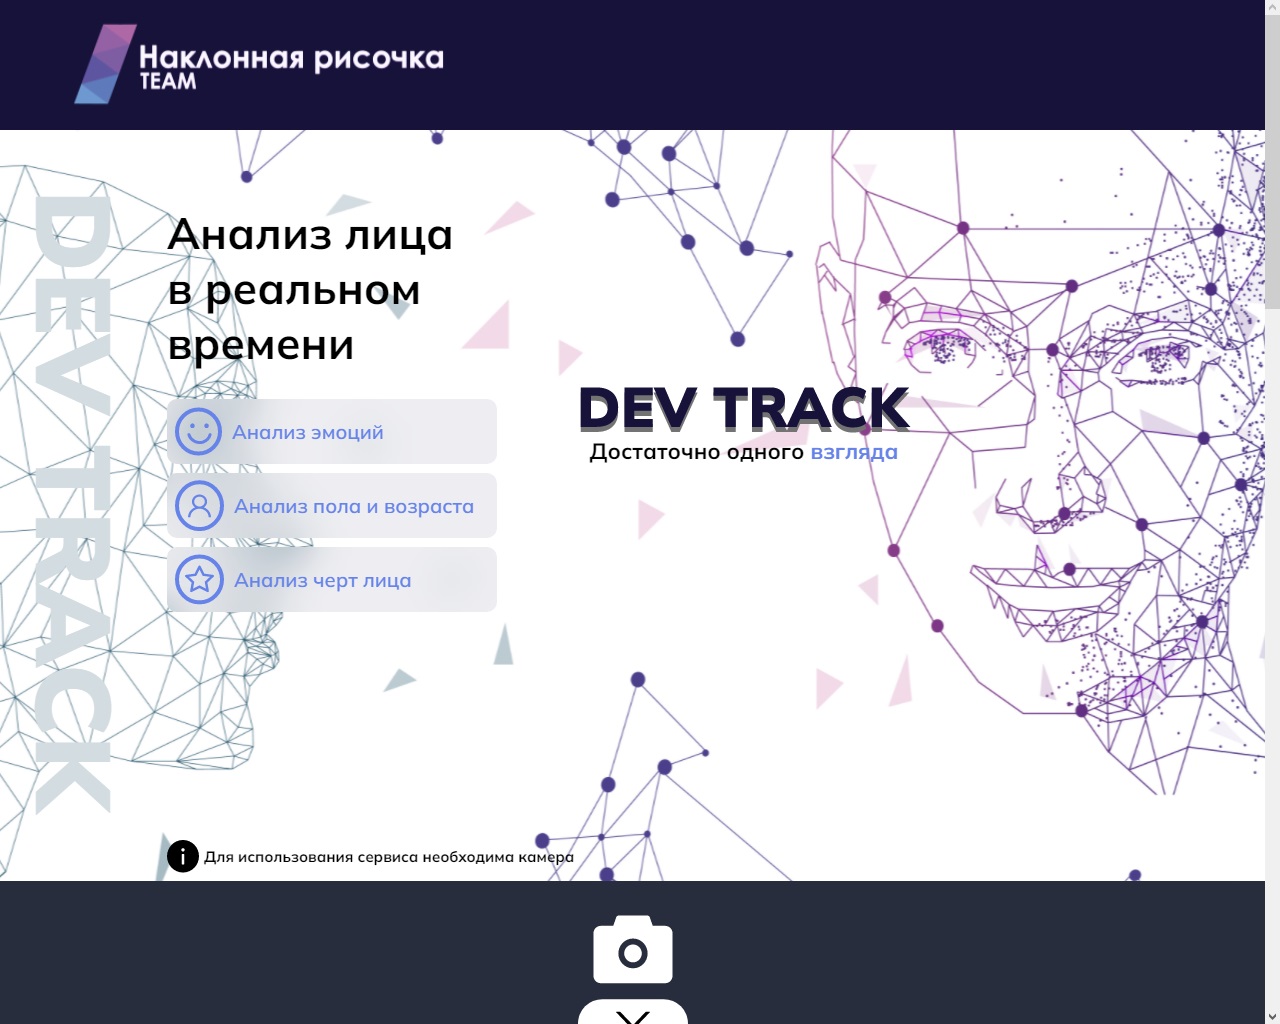 Наклонная рисочка
TEAM
DEV TRACK
Анализ лица
в реальном
времени
Анализ эмоций
Анализ пола и возраста
Анализ черт лица
DEV TRACK
Достаточно одного взгляда
Для использования сервиса необходима камера